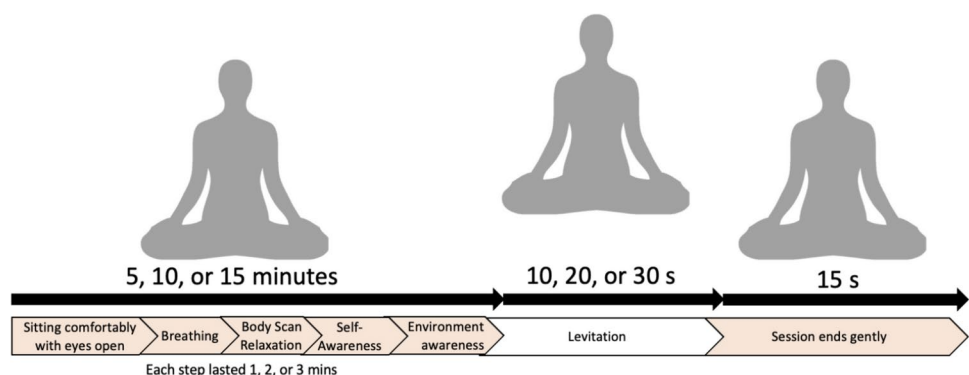 5, 10, or 15 minutes
10, 20, or 30 s
15 s
Sitting comfortably
with eyes open
Breathing
Body Scan
Relaxation
Self-
Awareness
Environment
awareness
Levitation
Session ends gently
Each step lasted 1, 2, or 3 mins